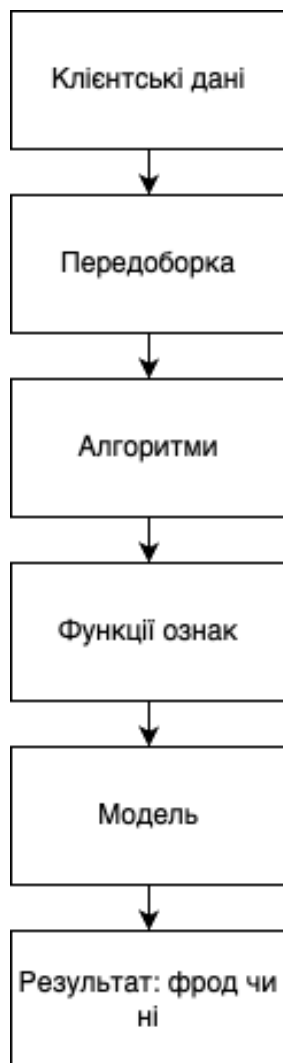 Клієнтські дані
Передоборка
Алгоритми
Функції ознак
Модель
Результат: фрод чи
ні